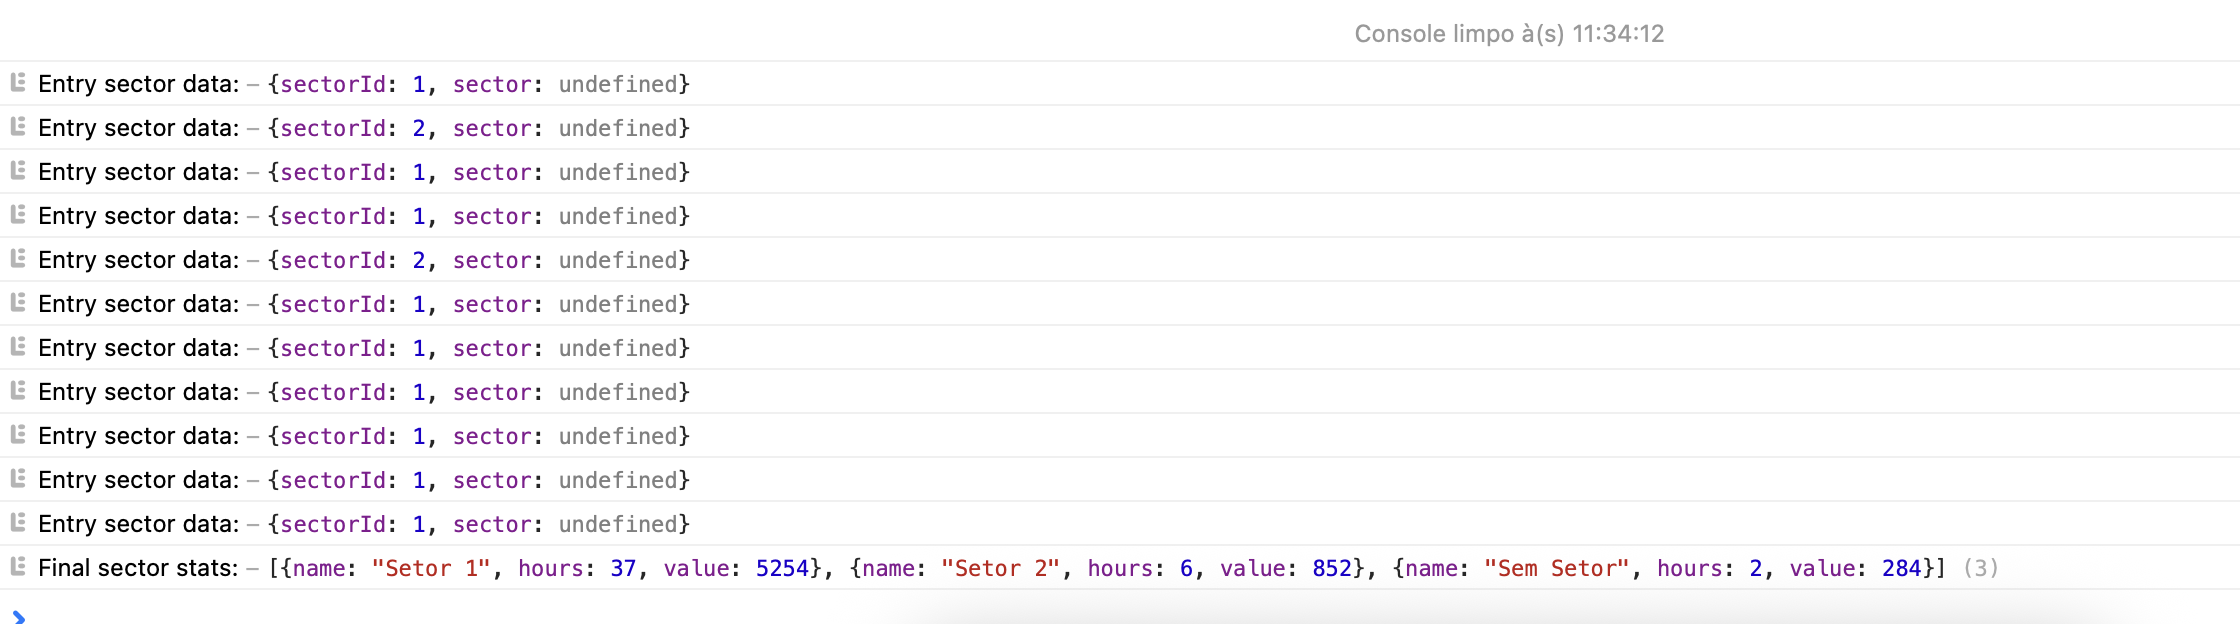 Console limpo à(s) 11:34:12
Entry sector data: – {sectorId: 1, sector: undefined}
Entry sector data: – {sectorId: 2, sector: undefined}
Entry sector data: – {sectorId: 1, sector: undefined}
Entry sector data: – {sectorId: 1, sector: undefined}
Entry sector data: – {sectorId: 2, sector: undefined}
Entry sector data: – {sectorId: 1, sector: undefined}
Entry sector data: – {sectorId: 1, sector: undefined}
Entry sector data: – {sectorId: 1, sector: undefined}
Entry sector data: – {sectorId: 1, sector: undefined}
Entry sector data: – {sectorId: 1, sector: undefined}
Entry sector data: – {sectorId: 1, sector: undefined}
Final sector stats: – [{name: "Setor 1", hours: 37, value: 5254}, {name: "Setor 2", hours: 6, value: 852}, {name: "Sem Setor", hours: 2, value: 284}] (3)